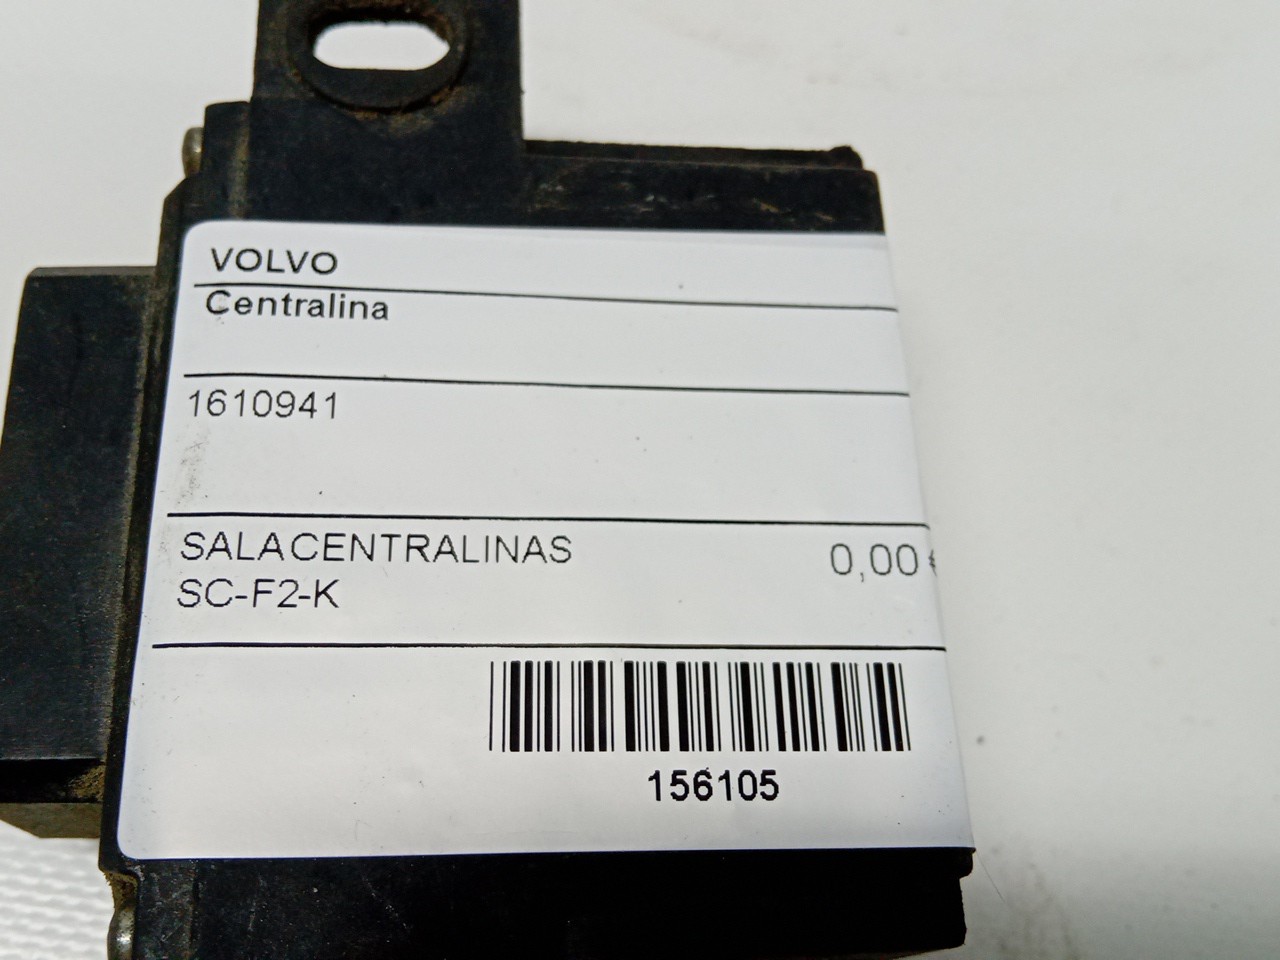 VOLVO
Centralina
1610941
SALACENTRALINAS 0,00 €
SC-F2-K
156105